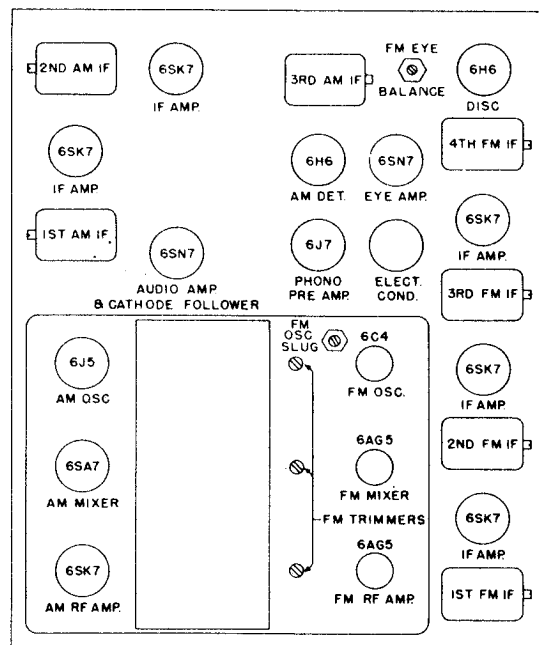 2ND AM IF
6SK7
IF AMP.
3RD AM IF
FM EYE
BALANCE
6H6
DISC
4TH FM IF
6SK7
IF AMP.
6H6
AM DET.
6SN7
EYE AMP.
1ST AM IF
6SN7
AUDIO AMP
& CATHODE FOLLOWER
6J7
PHONO
PRE AMP.
ELECT.
COND.
6SK7
IF AMP.
3RD FM IF
FM
OSC
SLUG
6J5
AM OSC
6C4
FM OSC.
6SK7
IF AMP.
2ND FM IF
6SA7
AM MIXER
6AG5
FM MIXER
FM TRIMMERS
6SK7
IF AMP.
6SK7
AM RF AMP.
6AG5
FM RF AMP.
1ST FM IF